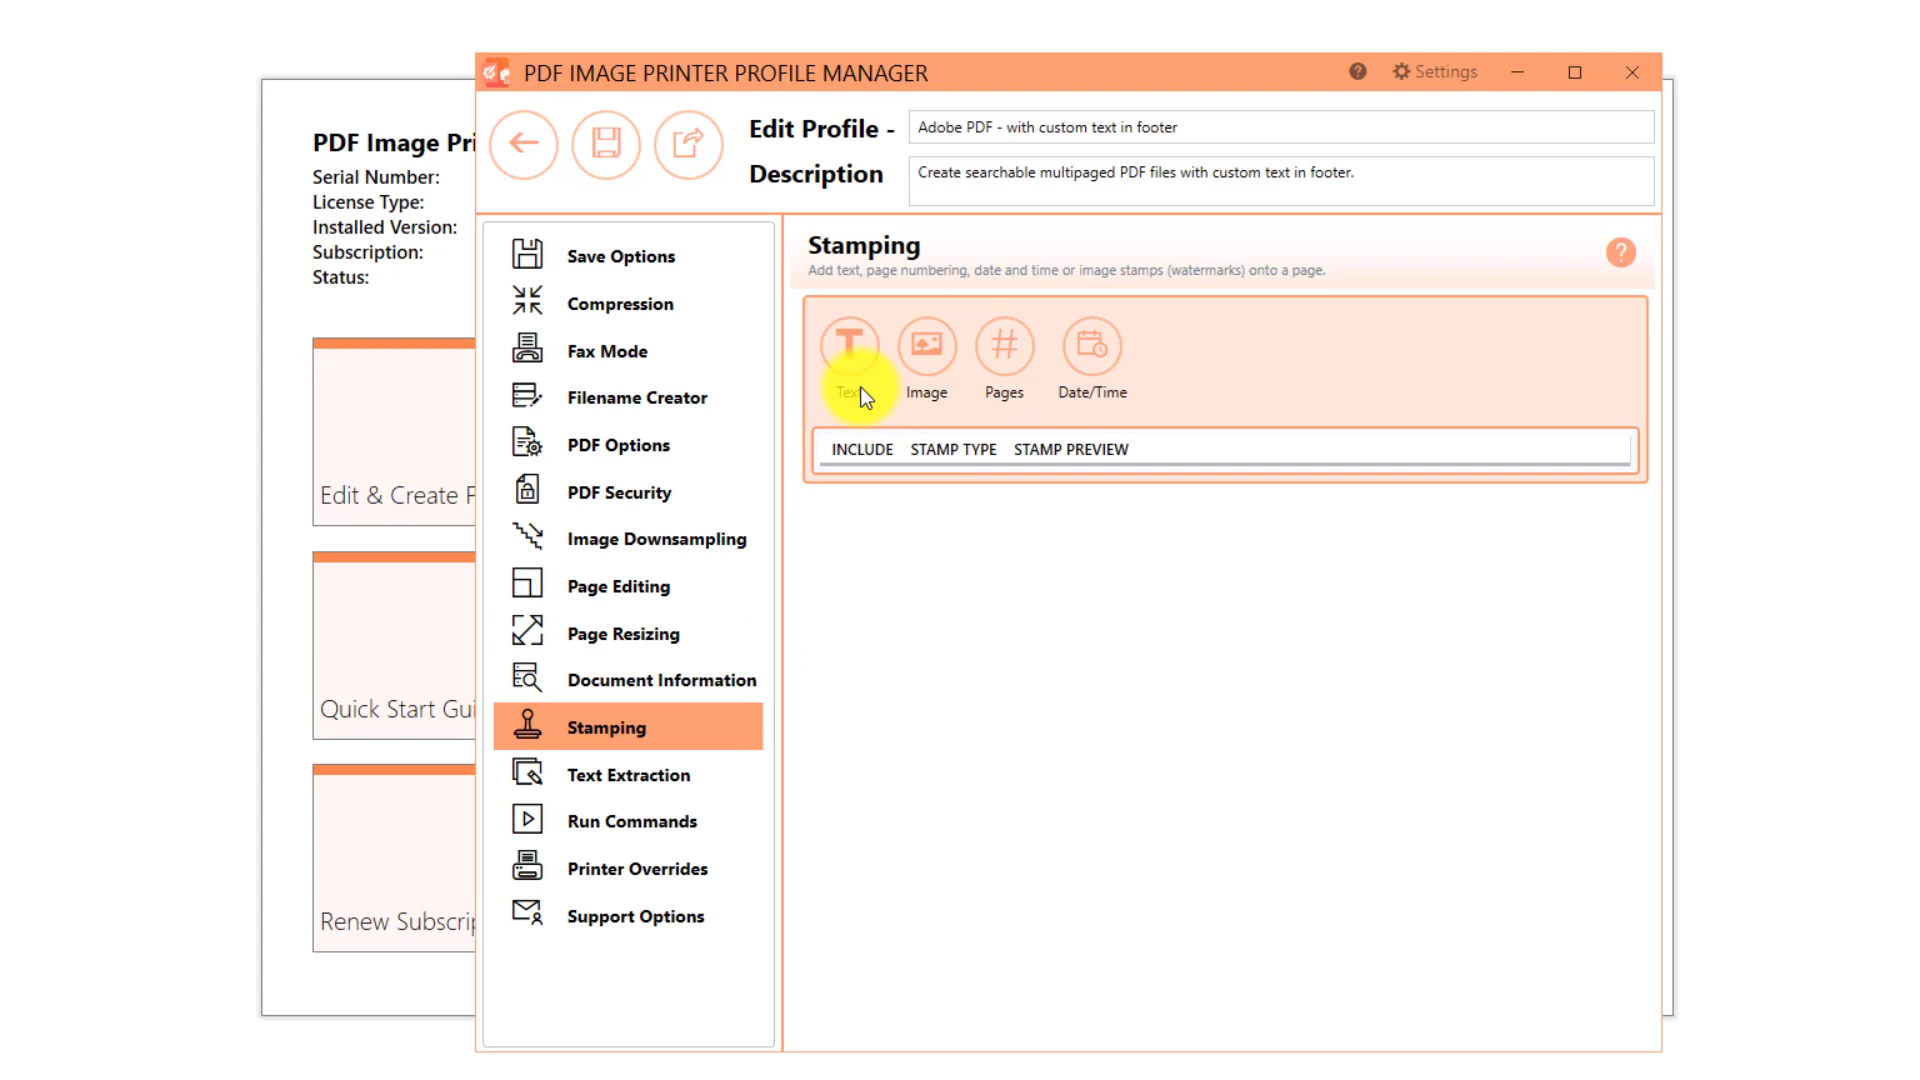 PDF IMAGE PRINTER PROFILE MANAGER
Settings
Edit Profile -
Adobe PDF - with custom text in footer
Description
Create searchable multipaged PDF files with custom text in footer.
PDF Image Pri
Serial Number:
License Type:
Installed Version:
Subscription:
Status:
Edit & Create P
Quick Start Gui
Renew Subscrip
Save Options
Compression
Fax Mode
Filename Creator
PDF Options
PDF Security
Image Downsampling
Page Editing
Page Resizing
Document Information
Stamping
Text Extraction
Run Commands
Printer Overrides
Support Options
Stamping
Add text, page numbering, date and time or image stamps (watermarks) onto a page.
Text Image Pages Date/Time
INCLUDE STAMP TYPE STAMP PREVIEW